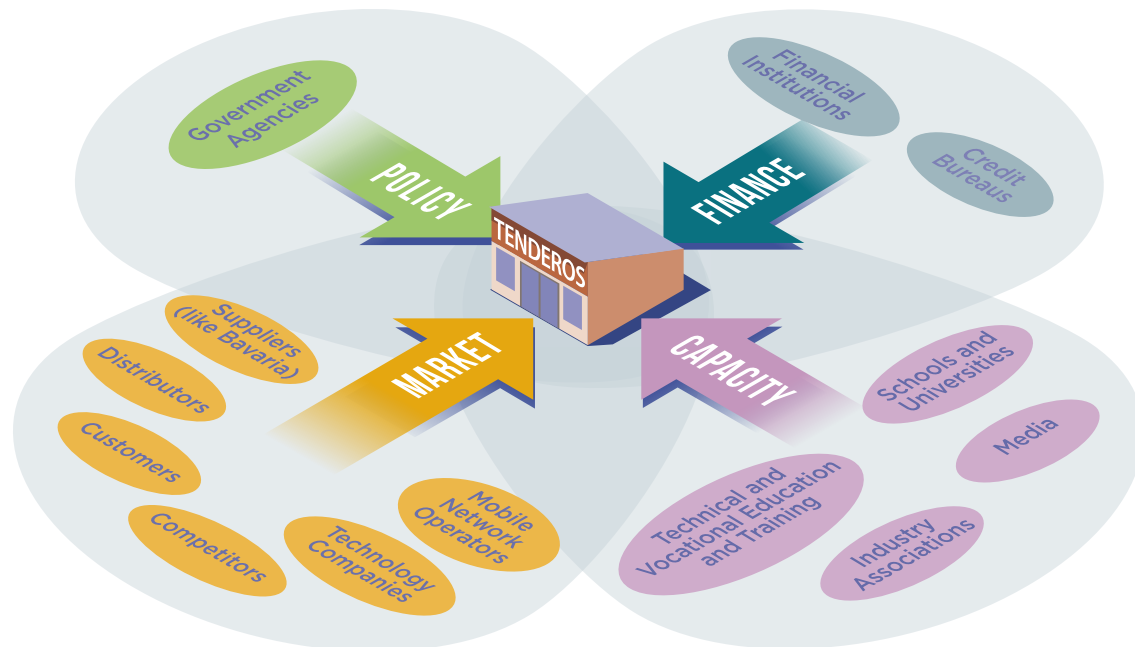 Government
Agencies
POLICY
Financial
Institutions
Credit
Bureaus
FINANCE
TENDEROS
Suppliers
(like Bavaria)
Distributors
Customers
Competitors
Technology
Companies
Mobile
Network
Operators
MARKET
CAPACITY
Schools and
Universities
Media
Technical and
Vocational Education
and Training
Industry
Associations